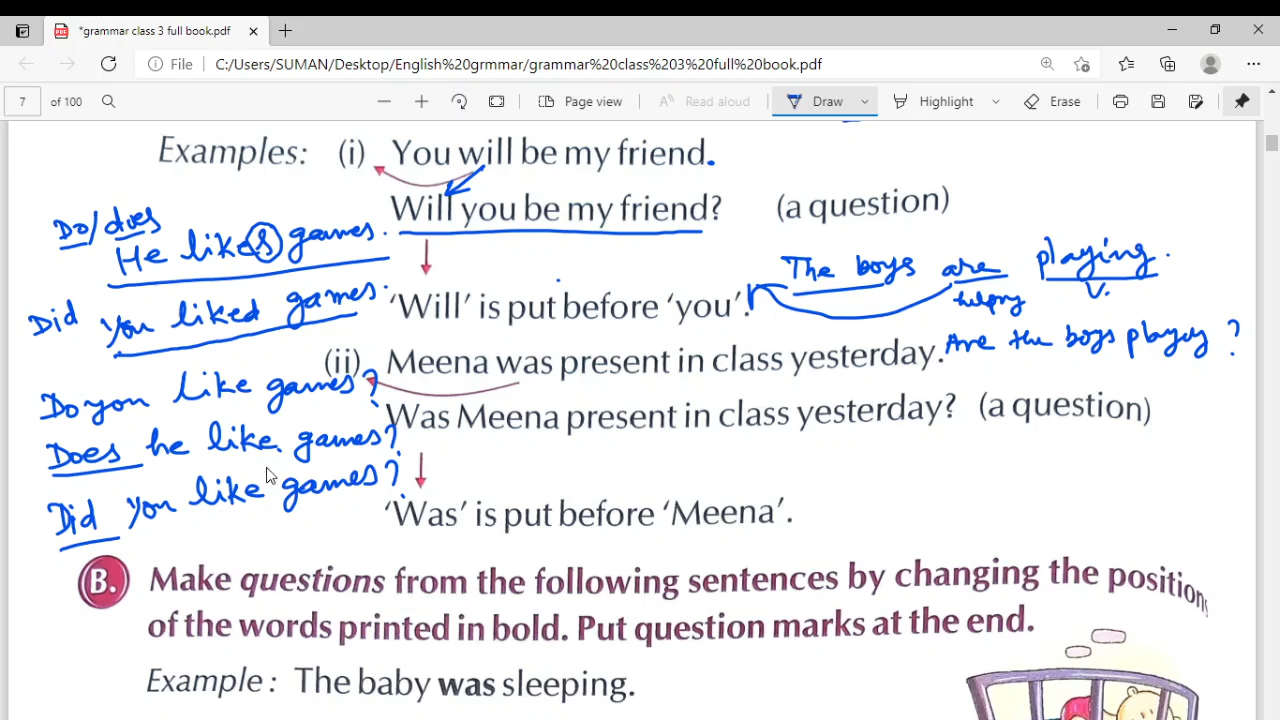 *grammar class 3 full book.pdf
File C:/Users/SUMAN/Desktop/English%20grmmar/grammar%20class%203%20full%20book.pdf
7 of 100 Page view Read aloud Draw Highlight Erase
Examples: (i) You will be my friend.
Will you be my friend? (a question)
Do/does
He likes games.
The boys are playing.
helping V.
Did you liked games.
'Will' is put before 'you'.
Are the boys playing ?
(ii) Meena was present in class yesterday.
Do you like games?
Was Meena present in class yesterday? (a question)
Does he like games?
Did you like games?
'Was' is put before 'Meena'.
B. Make questions from the following sentences by changing the positions
of the words printed in bold. Put question marks at the end.
Example : The baby was sleeping.